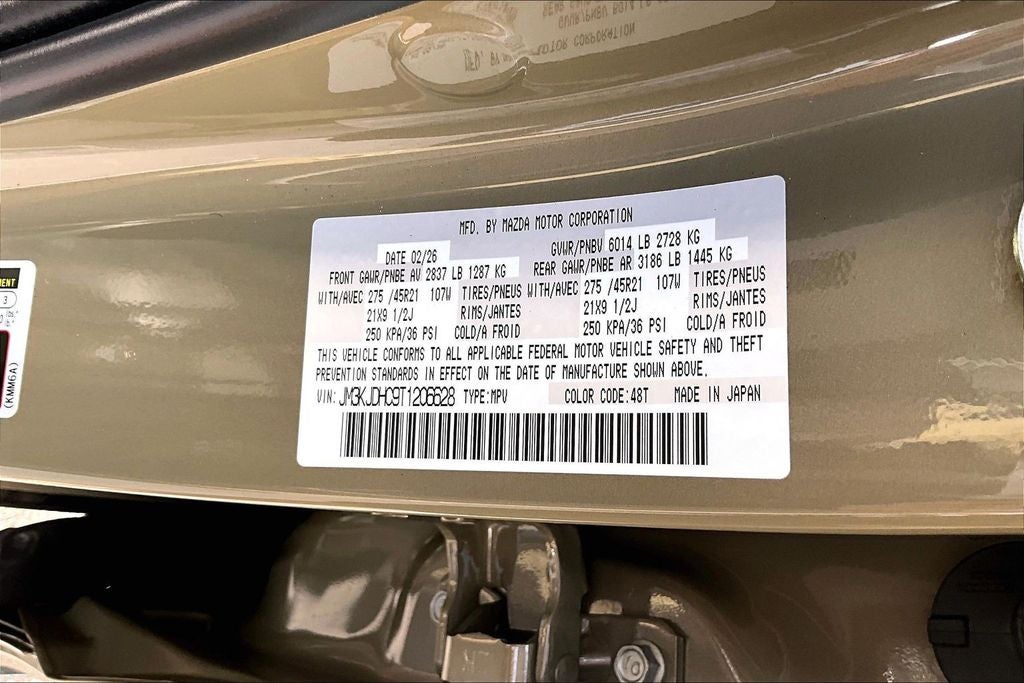 MOTOR CORPORATION
MFD. BY MAZDA MOTOR CORPORATION
DATE 02/26
GVWR/PNBV 6014 LB 2728 KG
FRONT GAWR/PNBE AV 2837 LB 1287 KG
REAR GAWR/PNBE AR 3186 LB 1445 KG
WITH/AVEC 275 /45R21 107W TIRES/PNEUS
WITH/AVEC 275 /45R21 107W TIRES/PNEUS
21X9 1/2J RIMS/JANTES
21X9 1/2J RIMS/JANTES
250 KPA/36 PSI COLD/A FROID
250 KPA/36 PSI COLD/A FROID
THIS VEHICLE CONFORMS TO ALL APPLICABLE FEDERAL MOTOR VEHICLE SAFETY AND THEFT
PREVENTION STANDARDS IN EFFECT ON THE DATE OF MANUFACTURE SHOWN ABOVE.
VIN: JM3KJDHC9T1206628 TYPE:MPV COLOR CODE:48T MADE IN JAPAN
3
(KMM6A)